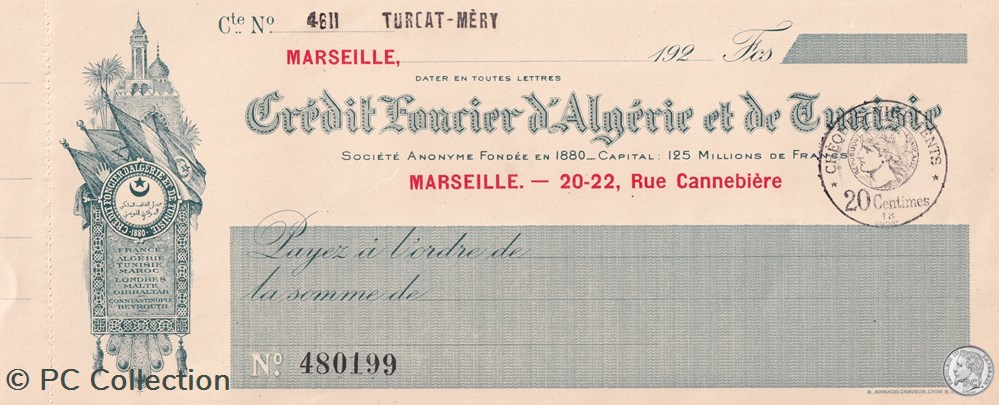 Cte No 4611 TURCAT-MÈRY
MARSEILLE, 192 Fcs
DATER EN TOUTES LETTRES
Crédit Foncier d'Algérie et de Tunisie
SOCIÉTÉ ANONYME FONDÉE EN 1880_CAPITAL: 125 MILLIONS DE FRANCS
MARSEILLE. — 20-22, Rue Cannebière
20 Centimes
18
CRÉDIT FONCIER D'ALGERIE ET DE TUNISIE
-1880-
FRANCE
ALGÉRIE
TUNISIE
MAROC
LONDRES
MALTE
GIBRALTAR
CONSTANTINOPLE
BEYROUTH
Payez à l'ordre de
la somme de
No. 480199
© PC Collection